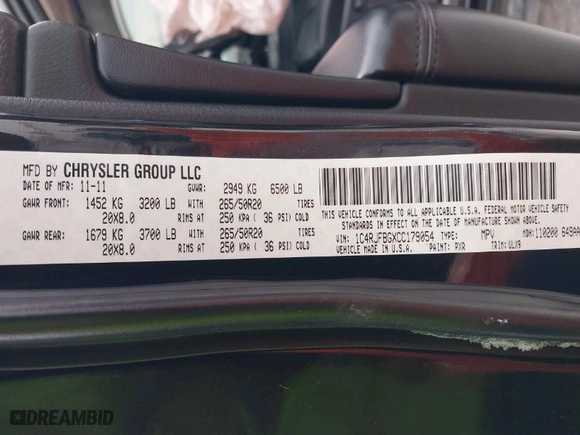 MFD BY CHRYSLER GROUP LLC
DATE OF MFR: 11-11 GVWR: 2949 KG 6500 LB
GAWR FRONT: 1452 KG 3200 LB 265/50R20 TIRES
20X8.0 RIMS AT 250 KPA ( 36 PSI) COLD
GAWR REAR: 1679 KG 3700 LB 265/50R20 TIRES
20X8.0 RIMS AT 250 KPA ( 36 PSI) COLD
THIS VEHICLE CONFORMS TO ALL APPLICABLE U.S.A. FEDERAL MOTOR VEHICLE SAFETY
STANDARDS IN EFFECT ON THE DATE OF MANUFACTURE SHOWN ABOVE.
VIN: 1C4RJFBGXCC179054 TYPE: MPV MDH: 110200 649AA
VEHICLE MADE IN U.S.A. PAINT: PXR TRIM: ULX9
DREAMBID